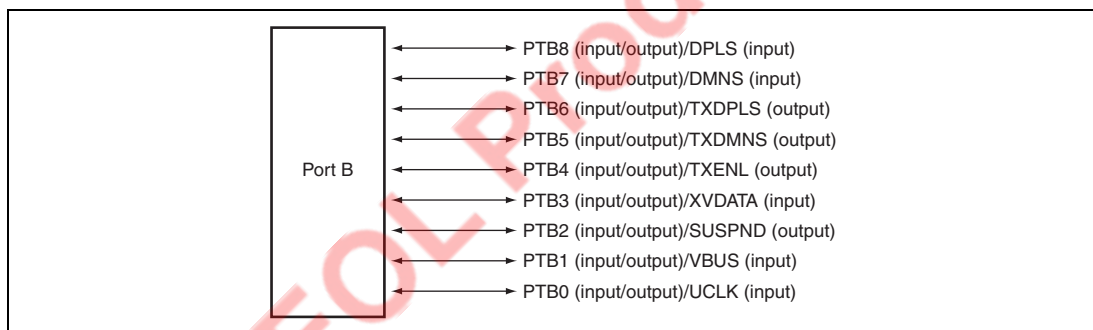 PTB8 (input/output)/DPLS (input)
PTB7 (input/output)/DMNS (input)
PTB6 (input/output)/TXDPLS (output)
PTB5 (input/output)/TXDMNS (output)
Port B
PTB4 (input/output)/TXENL (output)
PTB3 (input/output)/XVDATA (input)
PTB2 (input/output)/SUSPND (output)
PTB1 (input/output)/VBUS (input)
PTB0 (input/output)/UCLK (input)
EOL